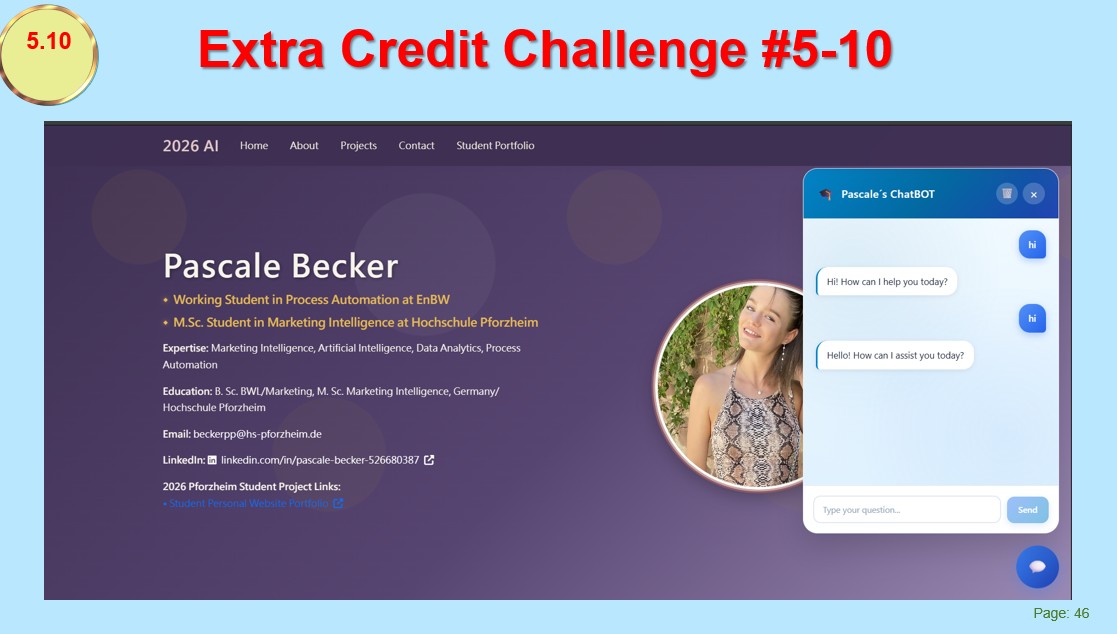 5.10
Extra Credit Challenge #5-10
2026 AI Home About Projects Contact Student Portfolio
Pascale Becker
• Working Student in Process Automation at EnBW
• M.Sc. Student in Marketing Intelligence at Hochschule Pforzheim
Expertise: Marketing Intelligence, Artificial Intelligence, Data Analytics, Process
Automation
Education: B. Sc. BWL/Marketing, M. Sc. Marketing Intelligence, Germany/
Hochschule Pforzheim
Email: beckerpp@hs-pforzheim.de
LinkedIn: linkedin.com/in/pascale-becker-526680387
2026 Pforzheim Student Project Links:
• Student Personal Website Portfolio
Pascale´s ChatBOT
hi
Hi! How can I help you today?
hi
Hello! How can I assist you today?
Type your question...
Send
Page: 46